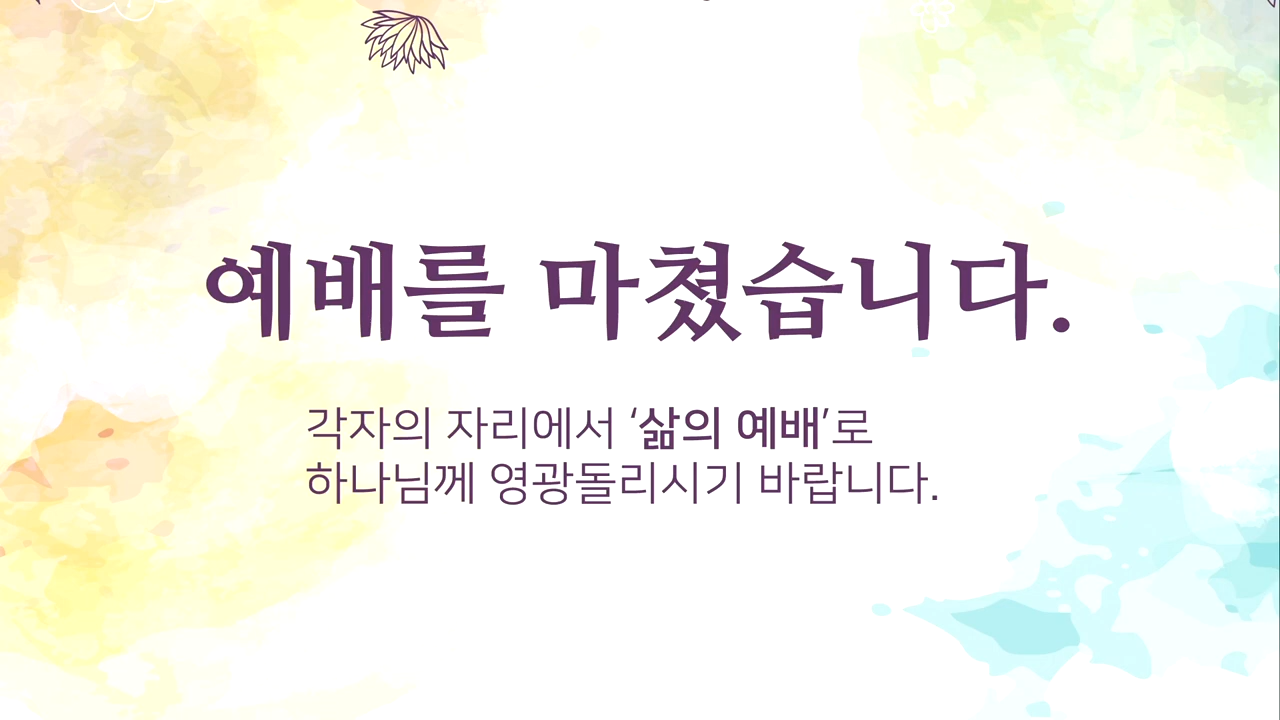 예배를 마쳤습니다.
각자의 자리에서 ‘삶의 예배’로
하나님께 영광돌리시기 바랍니다.